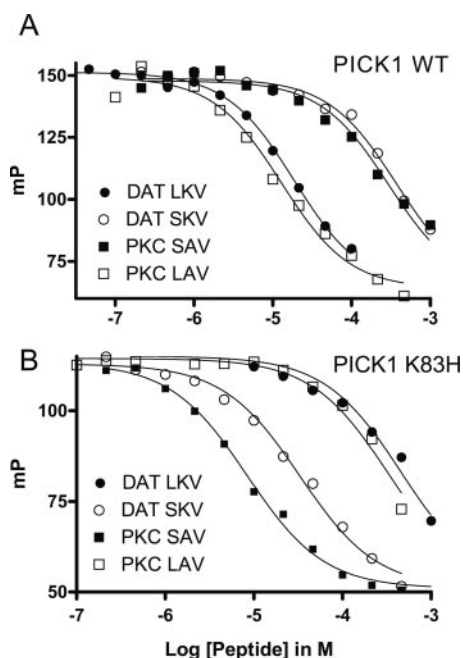 A
PICK1 WT
150
125
100
75
mP
DAT LKV
DAT SKV
PKC SAV
PKC LAV
-7 -6 -5 -4 -3
B
PICK1 K83H
100
75
50
mP
DAT LKV
DAT SKV
PKC SAV
PKC LAV
-7 -6 -5 -4 -3
Log [Peptide] in M